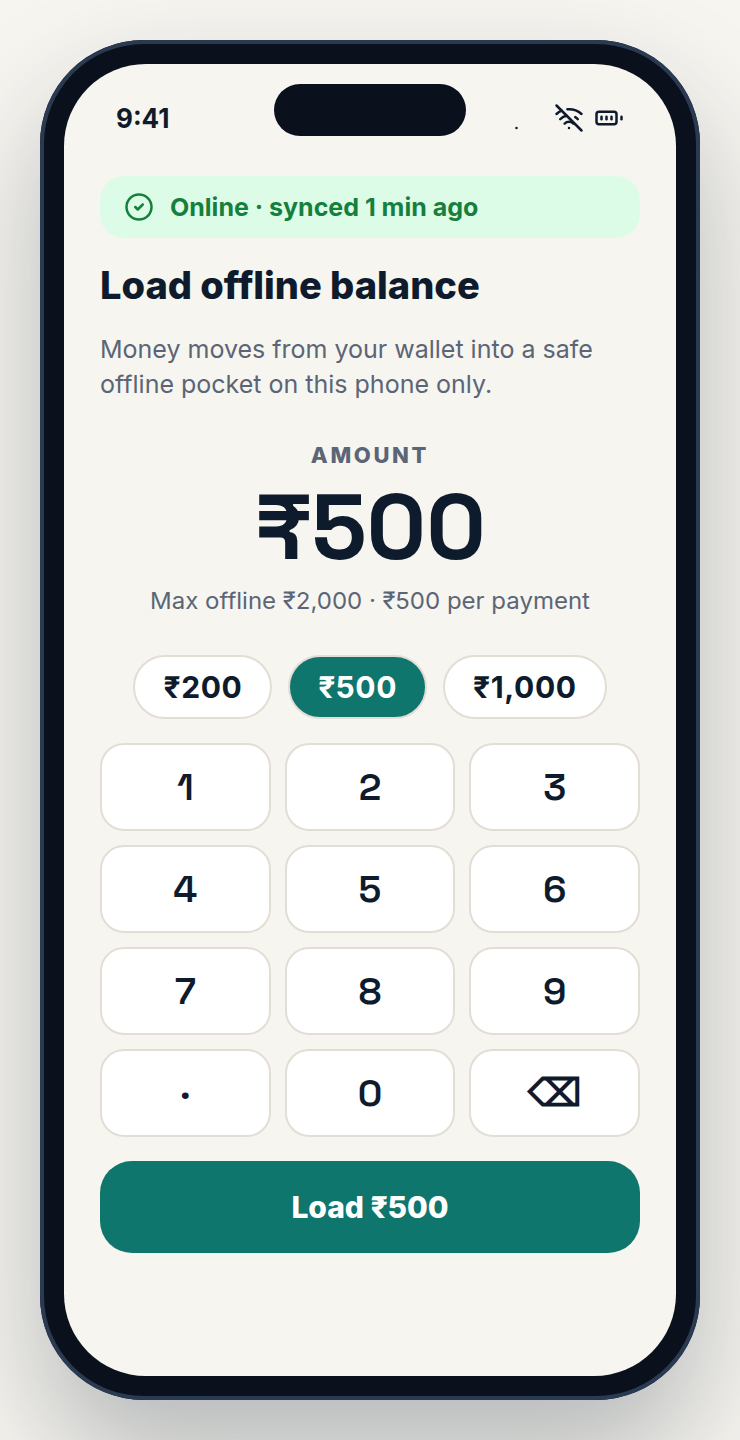 9:41
Online · synced 1 min ago
Load offline balance
Money moves from your wallet into a safe
offline pocket on this phone only.
AMOUNT
₹500
Max offline ₹2,000 · ₹500 per payment
₹200 ₹500 ₹1,000
1 2 3
4 5 6
7 8 9
· 0 ⌫
Load ₹500